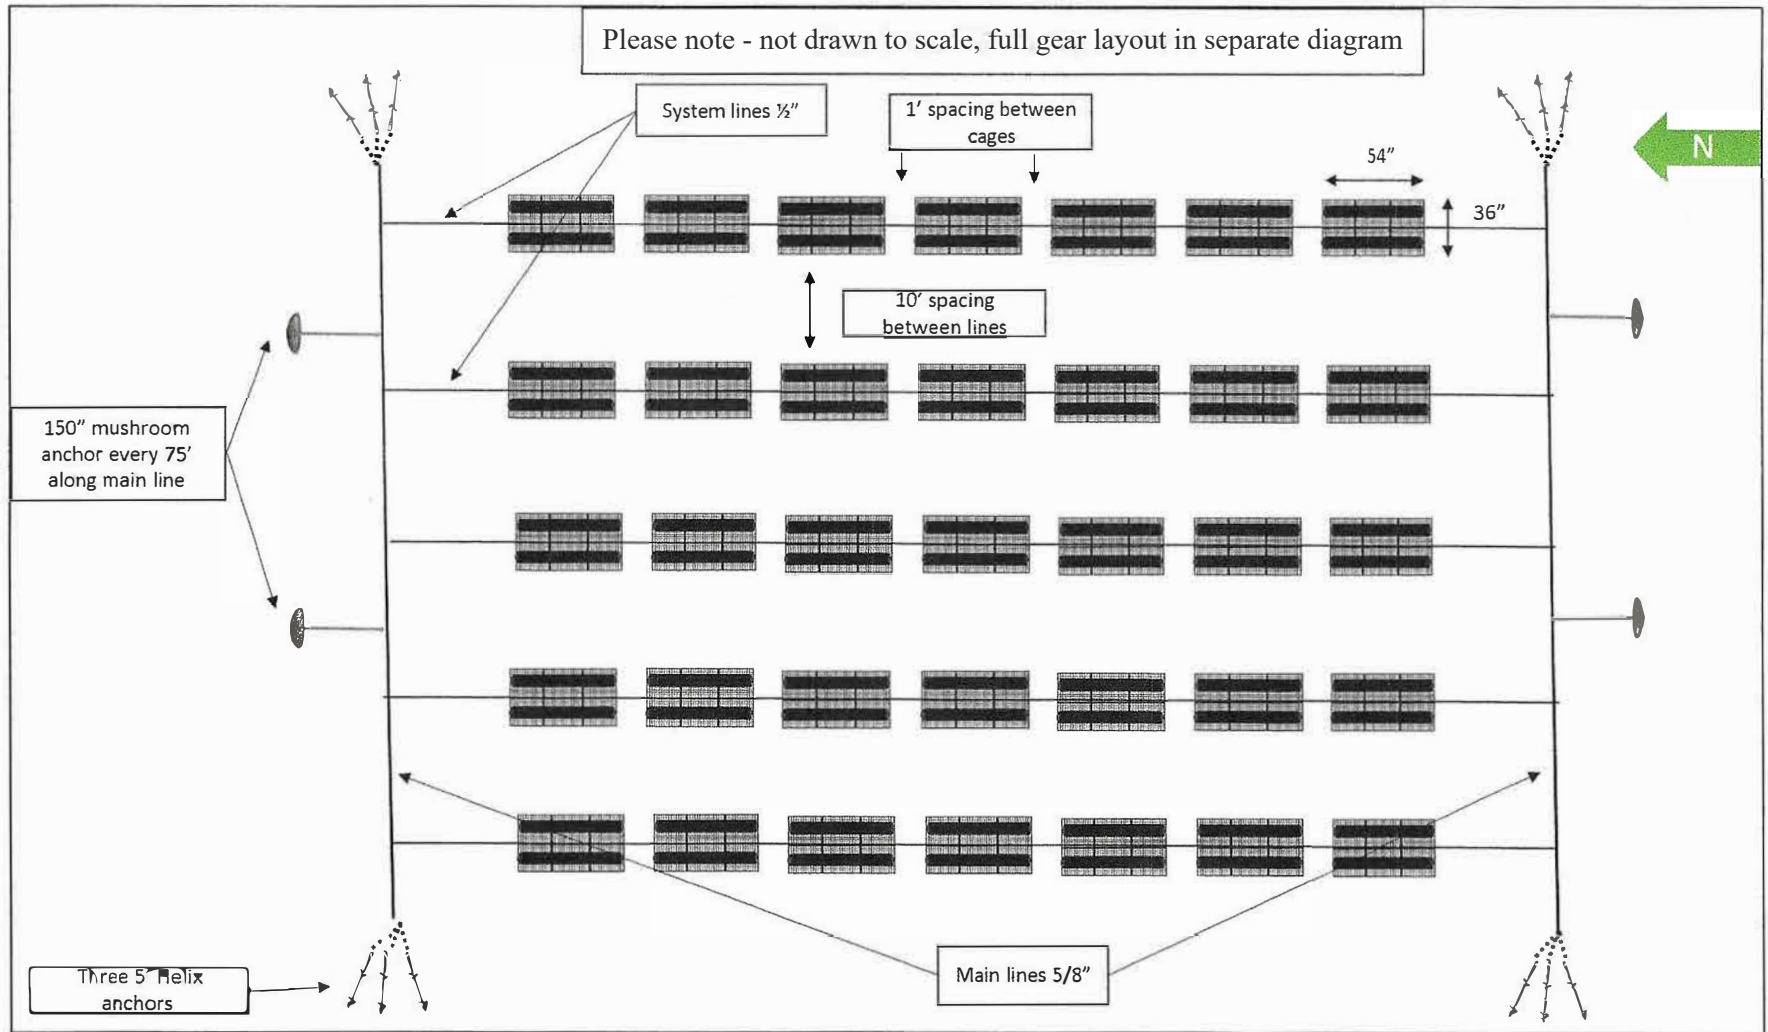 Please note - not drawn to scale, full gear layout in separate diagram
System lines ½”
1’ spacing between
cages
N
54”
36”
10’ spacing
between lines
150” mushroom
anchor every 75’
along main line
Three 5’ Helix
anchors
Main lines 5/8”